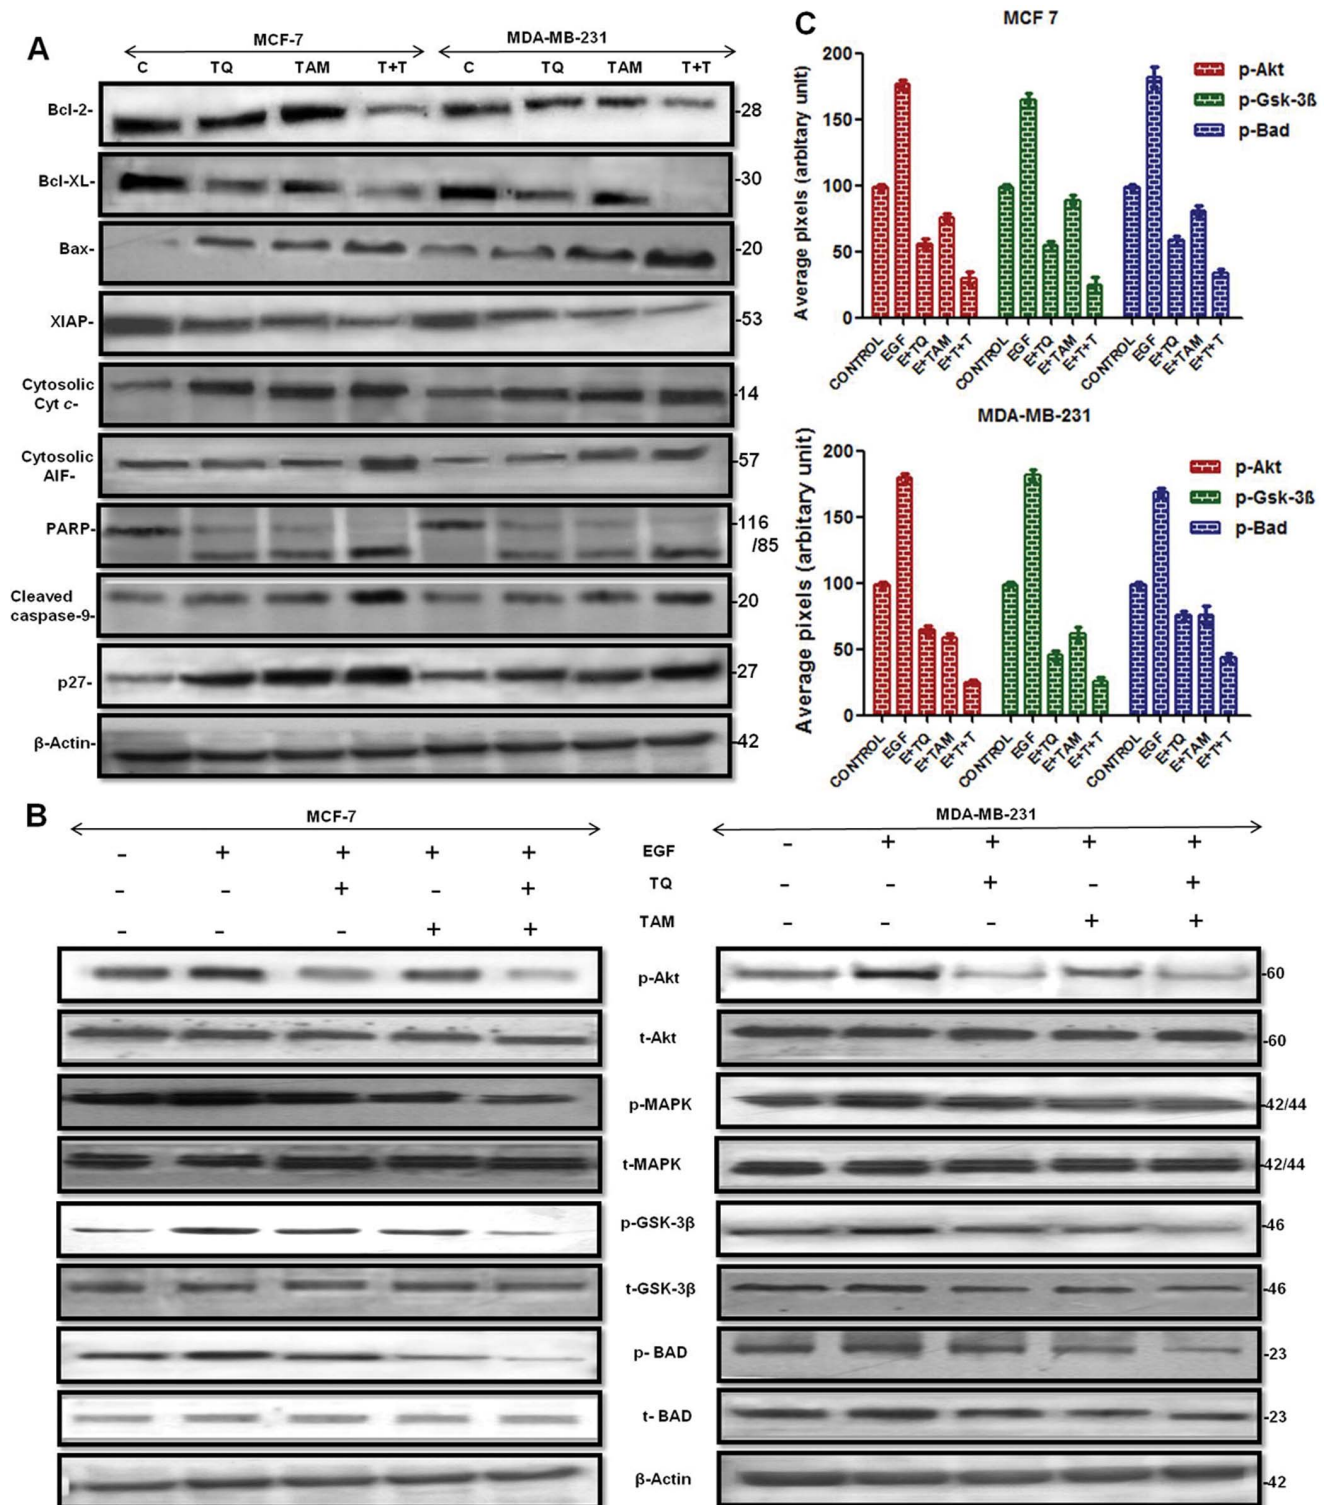 A
MCF-7
MDA-MB-231
C TQ TAM T+T C TQ TAM T+T
Bcl-2- -28
Bcl-XL- -30
Bax- -20
XIAP- -53
Cytosolic
Cyt c- -14
Cytosolic
AIF- -57
PARP- -116
/85
Cleaved
caspase-9- -20
p27- -27
β-Actin- -42
C
MCF 7
Average pixels (arbitary unit)
200
150
100
50
0
p-Akt
p-Gsk-3ß
p-Bad
CONTROL EGF E+TQ E+TAM E+T+T CONTROL EGF E+TQ E+TAM E+T+T CONTROL EGF E+TQ E+TAM E+T+T
MDA-MB-231
Average pixels (arbitary unit)
200
150
100
50
0
p-Akt
p-Gsk-3ß
p-Bad
CONTROL EGF E+TQ E+TAM E+T+T CONTROL EGF E+TQ E+TAM E+T+T CONTROL EGF E+TQ E+TAM E+T+T
B
MCF-7 MDA-MB-231
– + + + + EGF – + + + +
– – + – + TQ – – + – +
– – – + + TAM – – – + +
p-Akt -60
t-Akt -60
p-MAPK -42/44
t-MAPK -42/44
p-GSK-3β -46
t-GSK-3β -46
p- BAD -23
t- BAD -23
β-Actin -42